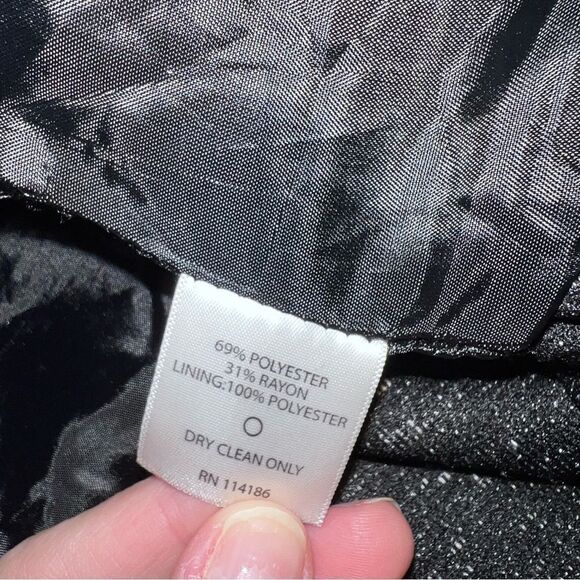 69% POLYESTER
31% RAYON
LINING:100% POLYESTER
DRY CLEAN ONLY
RN 114186